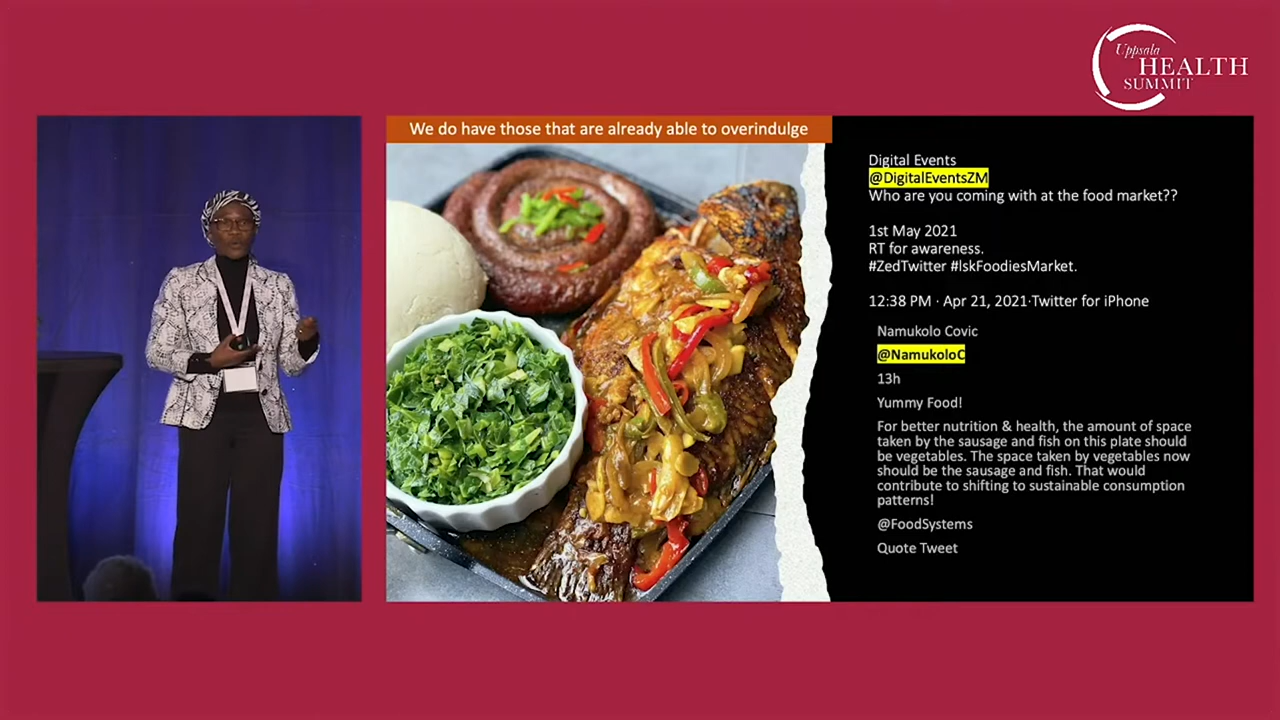 Uppsala
HEALTH
SUMMIT
We do have those that are already able to overindulge
Digital Events
@DigitalEventsZM
Who are you coming with at the food market??
1st May 2021
RT for awareness.
#ZedTwitter #lskFoodiesMarket.
12:38 PM · Apr 21, 2021·Twitter for iPhone
Namukolo Covic
@NamukoloC
13h
Yummy Food!
For better nutrition & health, the amount of space
taken by the sausage and fish on this plate should
be vegetables. The space taken by vegetables now
should be the sausage and fish. That would
contribute to shifting to sustainable consumption
patterns!
@FoodSystems
Quote Tweet